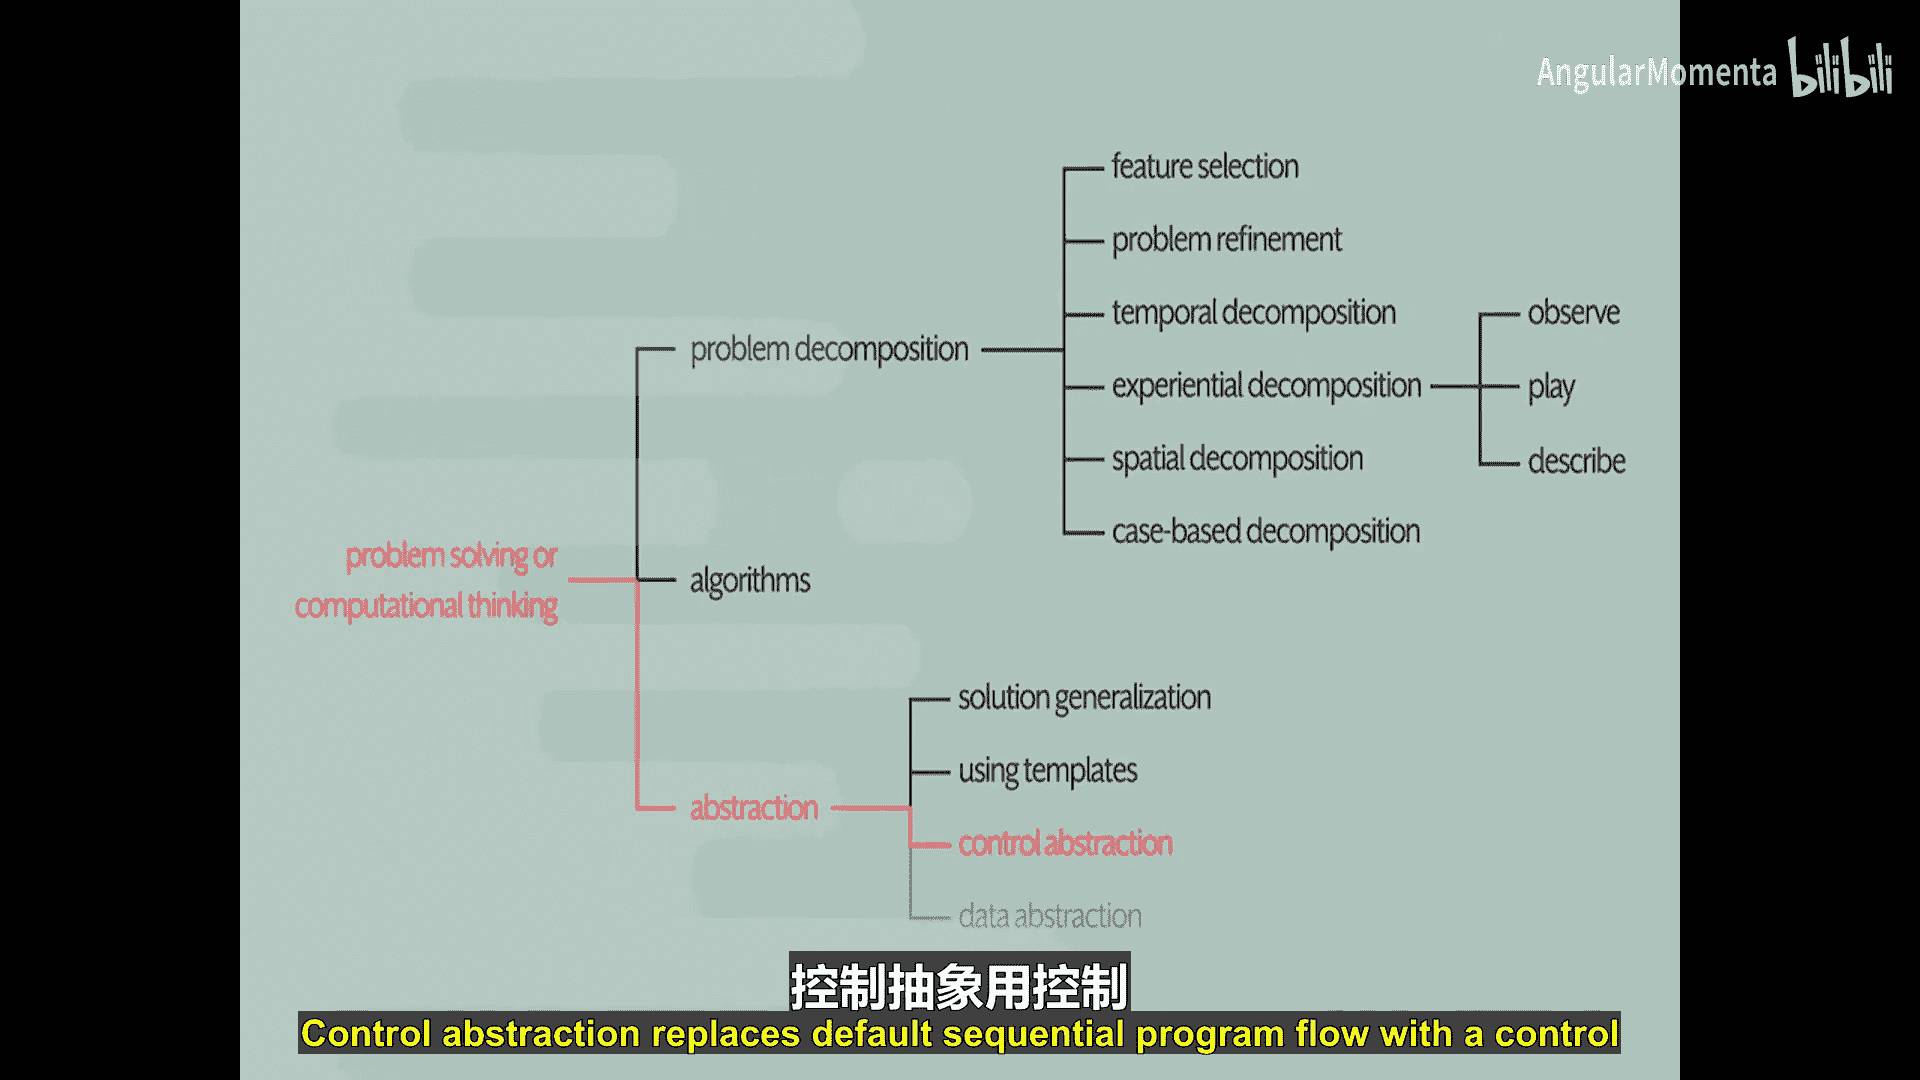 AngularMomenta bilibili
feature selection
problem refinement
temporal decomposition
observe
problem decomposition
experiential decomposition
play
spatial decomposition
describe
case-based decomposition
problem solving or
computational thinking
algorithms
solution generalization
using templates
abstraction
control abstraction
data abstraction
控制抽象用控制
Control abstraction replaces default sequential program flow with a control